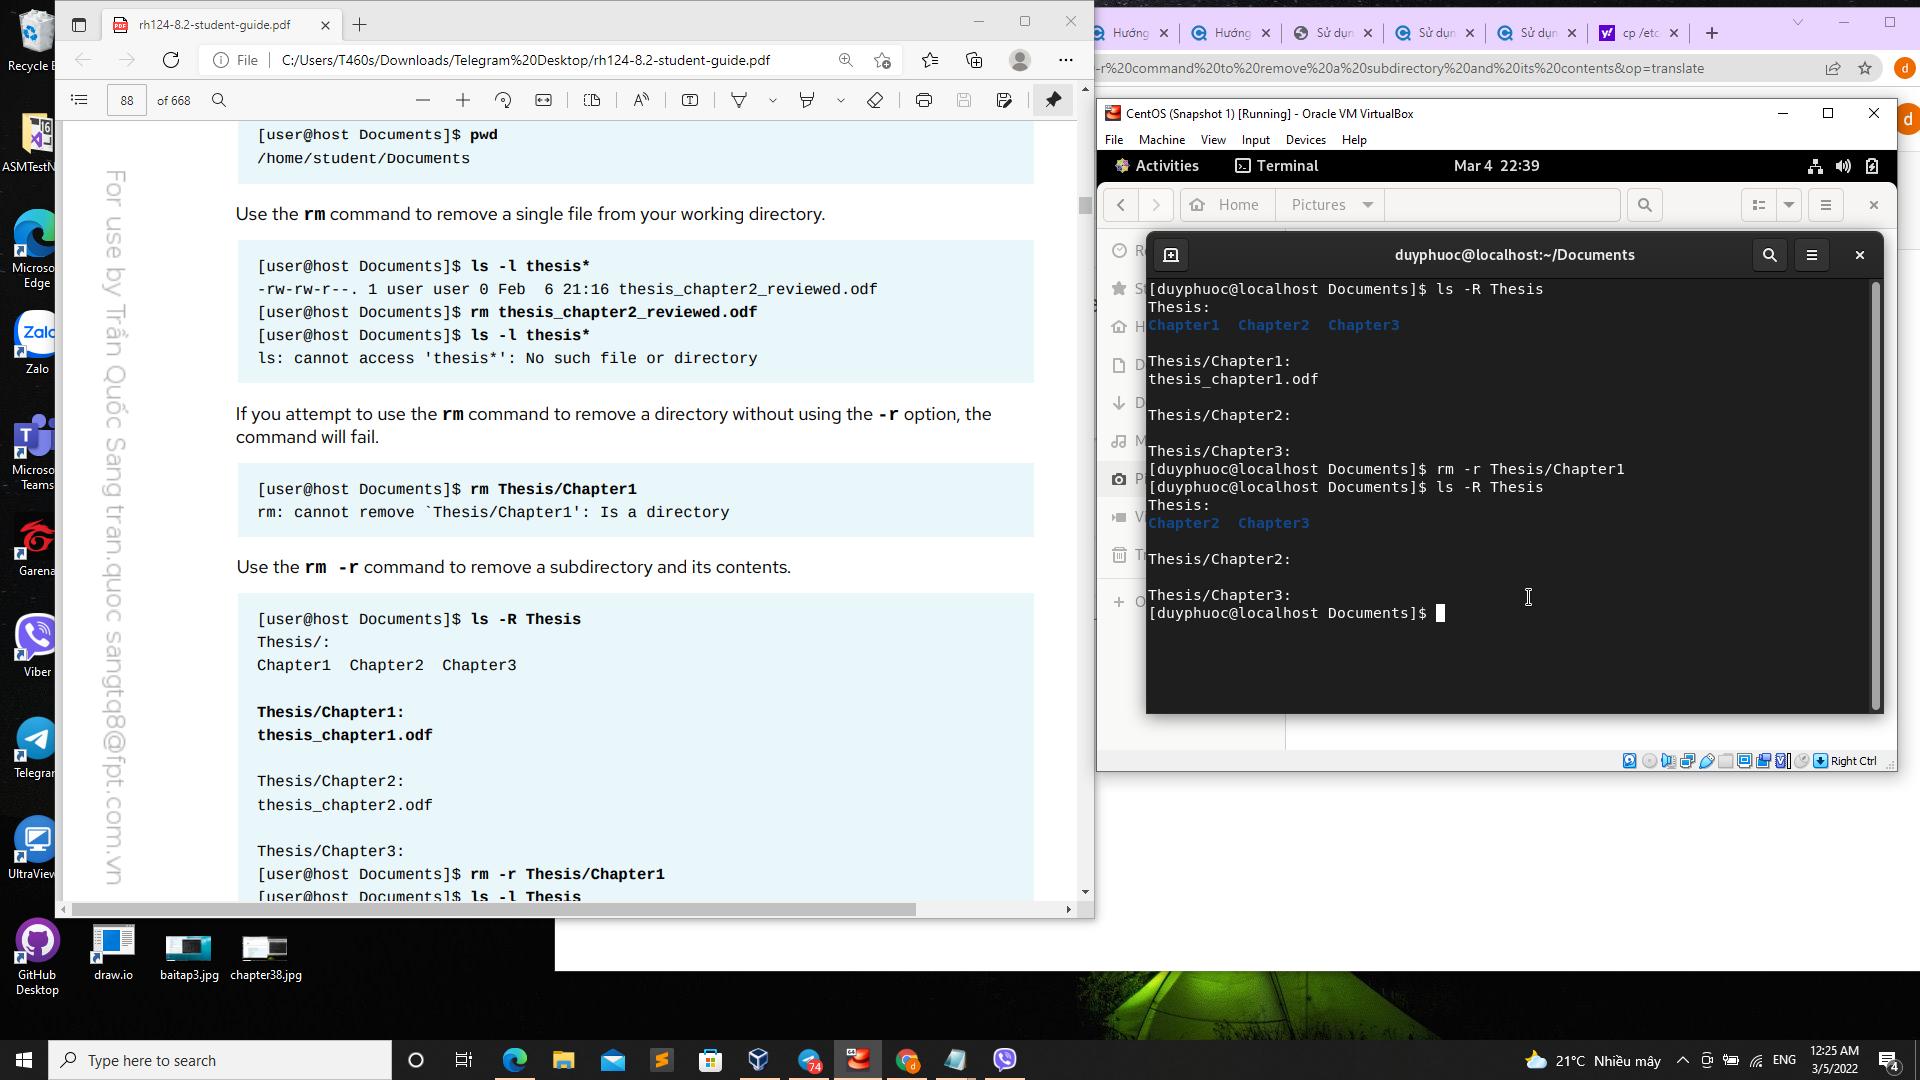 Recycle B
ASMTestN
Microso
Edge
Zalo
Microso
Teams
Garena
Viber
Telegram
UltraView
GitHub
Desktop
draw.io
baitap3.jpg
chapter38.jpg
rh124-8.2-student-guide.pdf
File
C:/Users/T460s/Downloads/Telegram%20Desktop/rh124-8.2-student-guide.pdf
88 of 668
For use by Trần Quốc Sang tran.quoc sangtq8@fpt.com.vn
[user@host Documents]$ pwd
/home/student/Documents
Use the rm command to remove a single file from your working directory.
[user@host Documents]$ ls -l thesis*
-rw-rw-r--. 1 user user 0 Feb  6 21:16 thesis_chapter2_reviewed.odf
[user@host Documents]$ rm thesis_chapter2_reviewed.odf
[user@host Documents]$ ls -l thesis*
ls: cannot access 'thesis*': No such file or directory
If you attempt to use the rm command to remove a directory without using the -r option, the
command will fail.
[user@host Documents]$ rm Thesis/Chapter1
rm: cannot remove `Thesis/Chapter1': Is a directory
Use the rm -r command to remove a subdirectory and its contents.
[user@host Documents]$ ls -R Thesis
Thesis/:
Chapter1  Chapter2  Chapter3
Thesis/Chapter1:
thesis_chapter1.odf
Thesis/Chapter2:
thesis_chapter2.odf
Thesis/Chapter3:
[user@host Documents]$ rm -r Thesis/Chapter1
[user@host Documents]$ ls -l Thesis
Hướng
Hướng
Sử dụn
Sử dụn
Sử dụn
cp /etc
-r%20command%20to%20remove%20a%20subdirectory%20and%20its%20contents&op=translate
d
d
CentOS (Snapshot 1) [Running] - Oracle VM VirtualBox
File Machine View Input Devices Help
Activities Terminal Mar 4 22:39
Home Pictures
duyphuoc@localhost:~/Documents
[duyphuoc@localhost Documents]$ ls -R Thesis
Thesis:
Chapter1  Chapter2  Chapter3
Thesis/Chapter1:
thesis_chapter1.odf
Thesis/Chapter2:
Thesis/Chapter3:
[duyphuoc@localhost Documents]$ rm -r Thesis/Chapter1
[duyphuoc@localhost Documents]$ ls -R Thesis
Thesis:
Chapter2  Chapter3
Thesis/Chapter2:
Thesis/Chapter3:
[duyphuoc@localhost Documents]$
Right Ctrl
Type here to search
74
21°C Nhiều mây
ENG
12:25 AM
3/5/2022
4